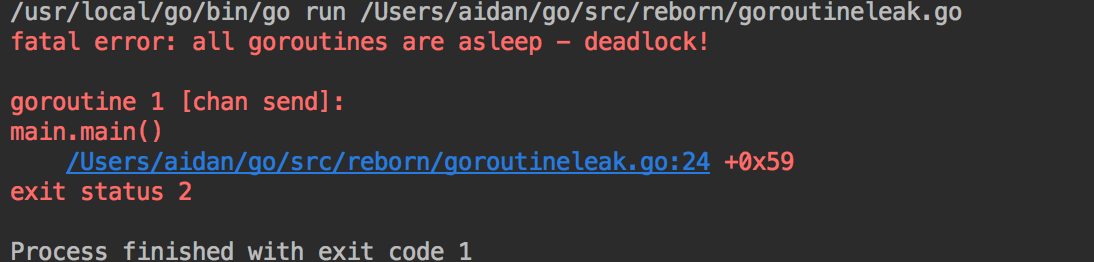 /usr/local/go/bin/go run /Users/aidan/go/src/reborn/goroutineleak.go
fatal error: all goroutines are asleep - deadlock!
goroutine 1 [chan send]:
main.main()
/Users/aidan/go/src/reborn/goroutineleak.go:24 +0x59
exit status 2
Process finished with exit code 1